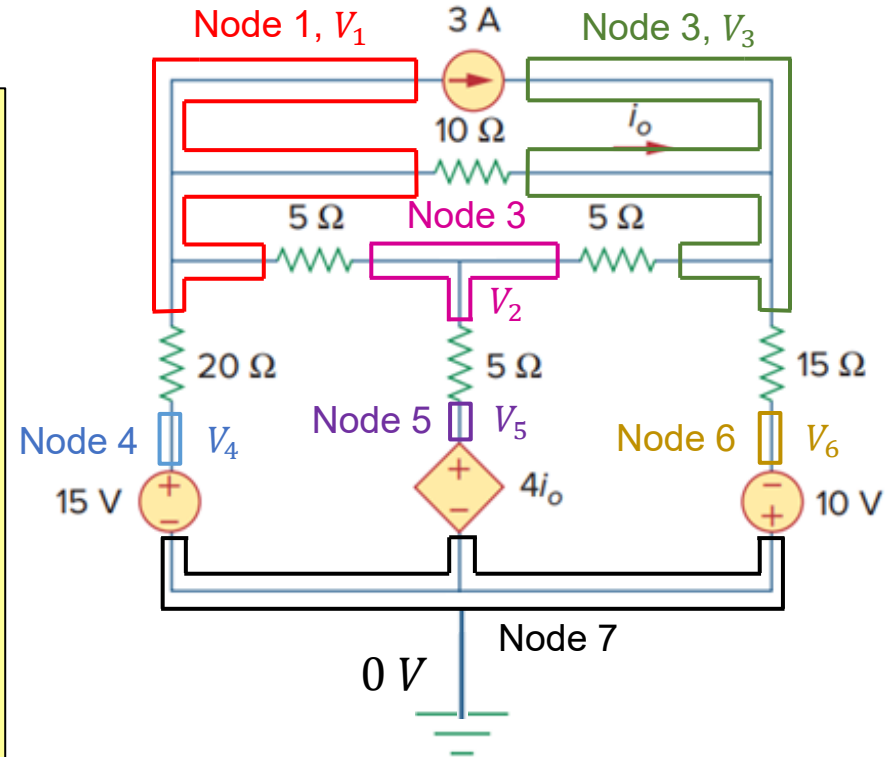 Node 1, V₁
3 A
Node 3, V₃
10 Ω
iₒ
5 Ω
Node 3
5 Ω
V₂
20 Ω
5 Ω
15 Ω
Node 4
V₄
Node 5
V₅
Node 6
V₆
15 V
+
−
+
−
4iₒ
−
+
10 V
Node 7
0 V